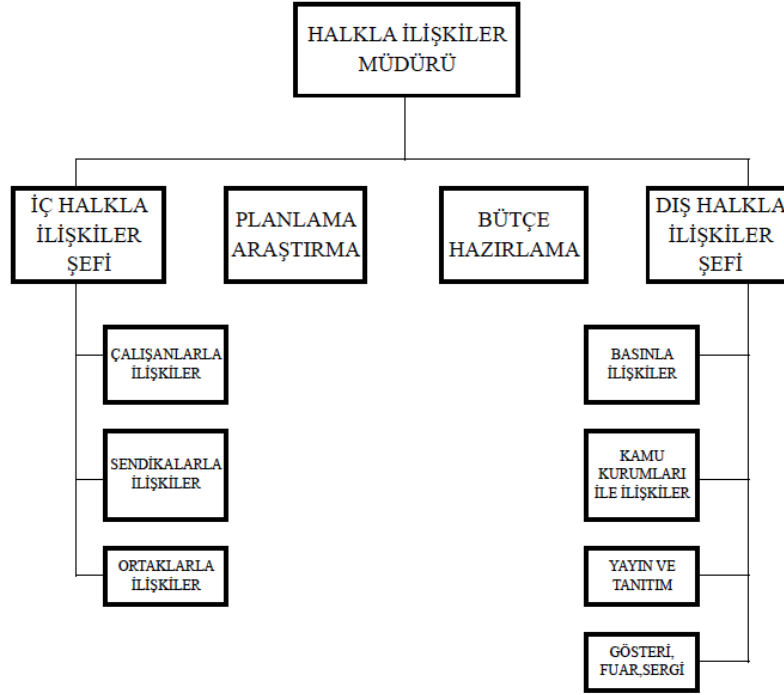 HALKLA İLİŞKİLER
MÜDÜRÜ
İÇ HALKLA
İLİŞKİLER
ŞEFİ
PLANLAMA
ARAŞTIRMA
BÜTÇE
HAZIRLAMA
DIŞ HALKLA
İLİŞKİLER
ŞEFİ
ÇALIŞANLARLA
İLİŞKİLER
SENDİKALARLA
İLİŞKİLER
ORTAKLARLA
İLİŞKİLER
BASINLA
İLİŞKİLER
KAMU
KURUMLARI
İLE İLİŞKİLER
YAYIN VE
TANITIM
GÖSTERİ,
FUAR,SERGİ